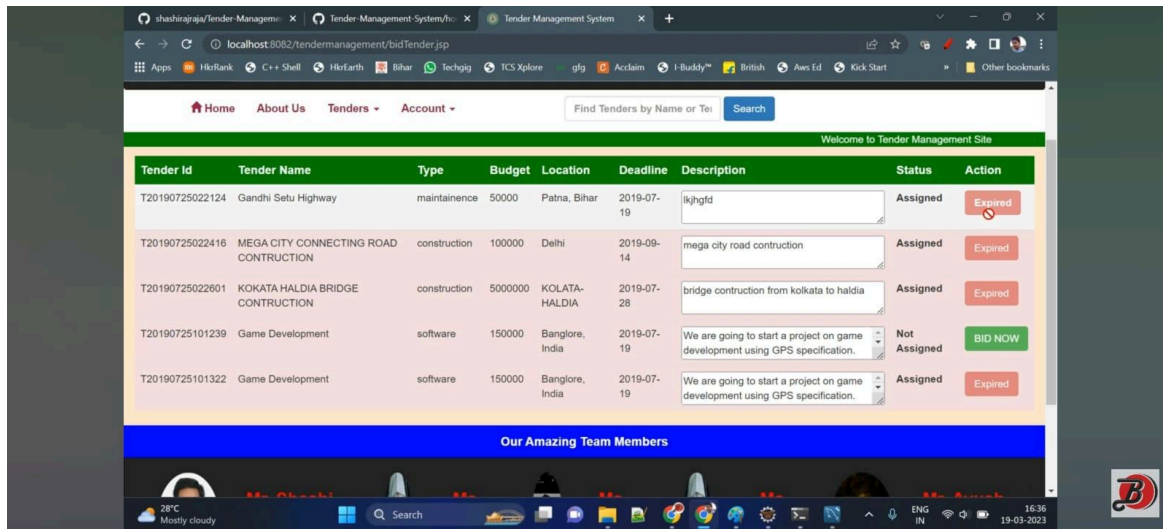 shashirajraja/Tender-Manageme
Tender-Management-System/ho
Tender Management System
localhost:8082/tendermanagement/bidTender.jsp
Apps HkrRank C++ Shell HkrEarth Bihar Techgig TCS Xplore gfg Acclaim I-Buddy™ British Aws Ed Kick Start » Other bookmarks
Home About Us Tenders Account Find Tenders by Name or Ter Search
Welcome to Tender Management Site
Tender Id Tender Name Type Budget Location Deadline Description Status Action
T20190725022124 Gandhi Setu Highway maintainence 50000 Patna, Bihar 2019-07- lkjhgfd Assigned Expired
19
T20190725022416 MEGA CITY CONNECTING ROAD construction 100000 Delhi 2019-09- mega city road contruction Assigned Expired
CONTRUCTION 14
T20190725022601 KOKATA HALDIA BRIDGE construction 5000000 KOLATA- 2019-07- bridge contruction from kolkata to haldia Assigned Expired
CONTRUCTION HALDIA 28
T20190725101239 Game Development software 150000 Banglore, 2019-07- We are going to start a project on game Not BID NOW
India 19 development using GPS specification. Assigned
T20190725101322 Game Development software 150000 Banglore, 2019-07- We are going to start a project on game Assigned Expired
India 19 development using GPS specification.
Our Amazing Team Members
28°C
Mostly cloudy
Search
ENG
IN
16:36
19-03-2023
B